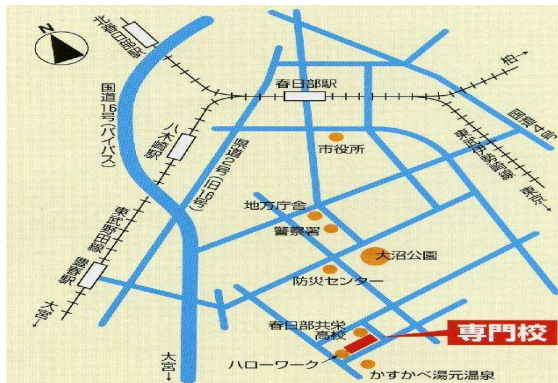 N
北春日部駅
国道16号(バイパス)
八木崎駅
春日部駅
柏→
国道4号
東武伊勢崎線
東京→
市役所
県道2号(旧16号)
地方庁舎
警察署
大沼公園
防災センター
東武野田線
豊春駅
←大宮
大宮↓
春日部共栄
高校
専門校
ハローワーク
かすかべ湯元温泉